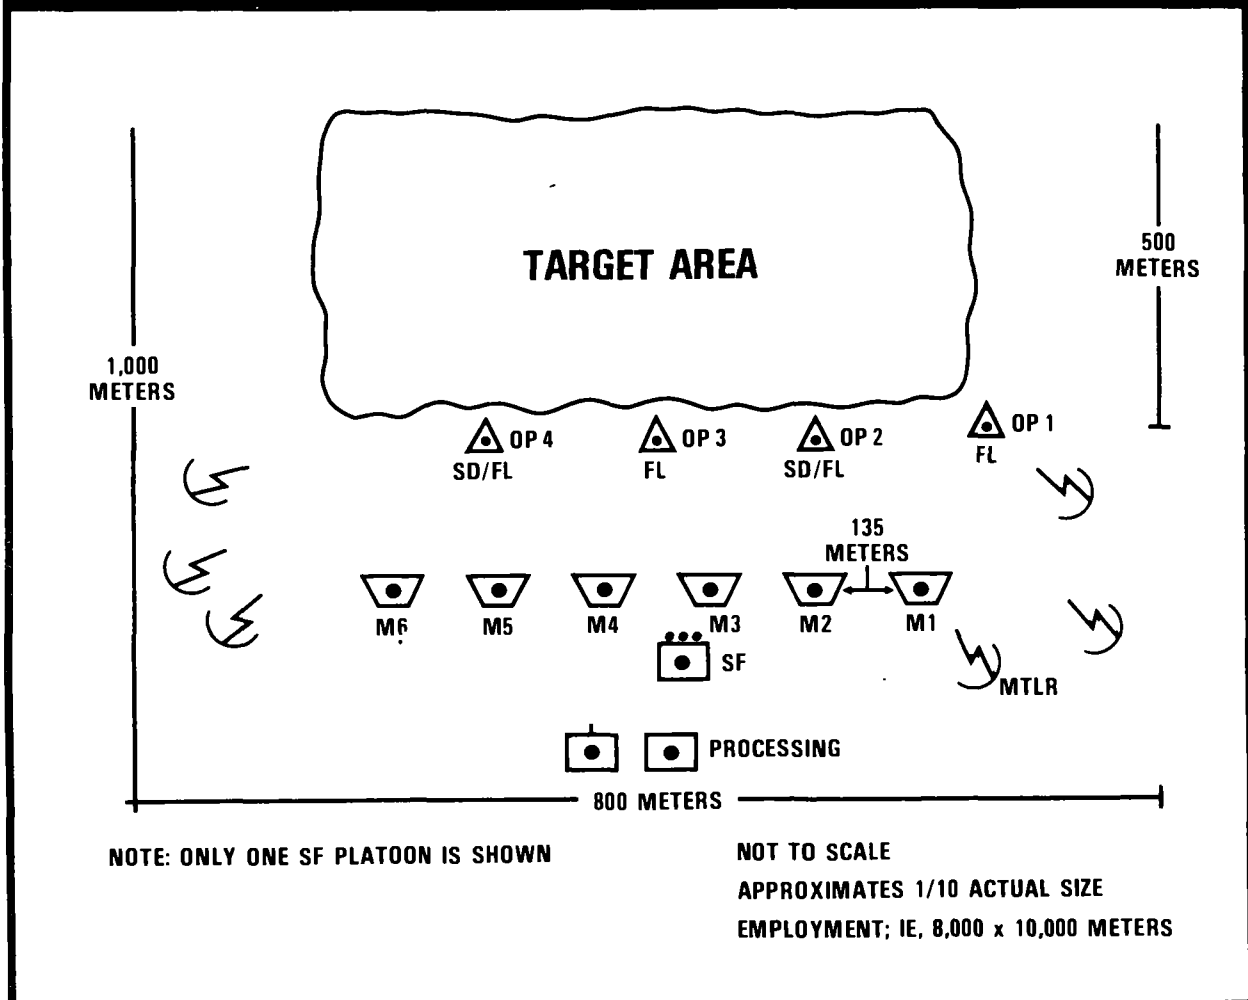 TARGET AREA
500
METERS
1,000
METERS
OP 4
OP 3
OP 2
OP 1
SD/FL
FL
SD/FL
FL
135
METERS
M6
M5
M4
M3
M2
M1
SF
MTLR
PROCESSING
800 METERS
NOTE: ONLY ONE SF PLATOON IS SHOWN
NOT TO SCALE
APPROXIMATES 1/10 ACTUAL SIZE
EMPLOYMENT; IE, 8,000 x 10,000 METERS